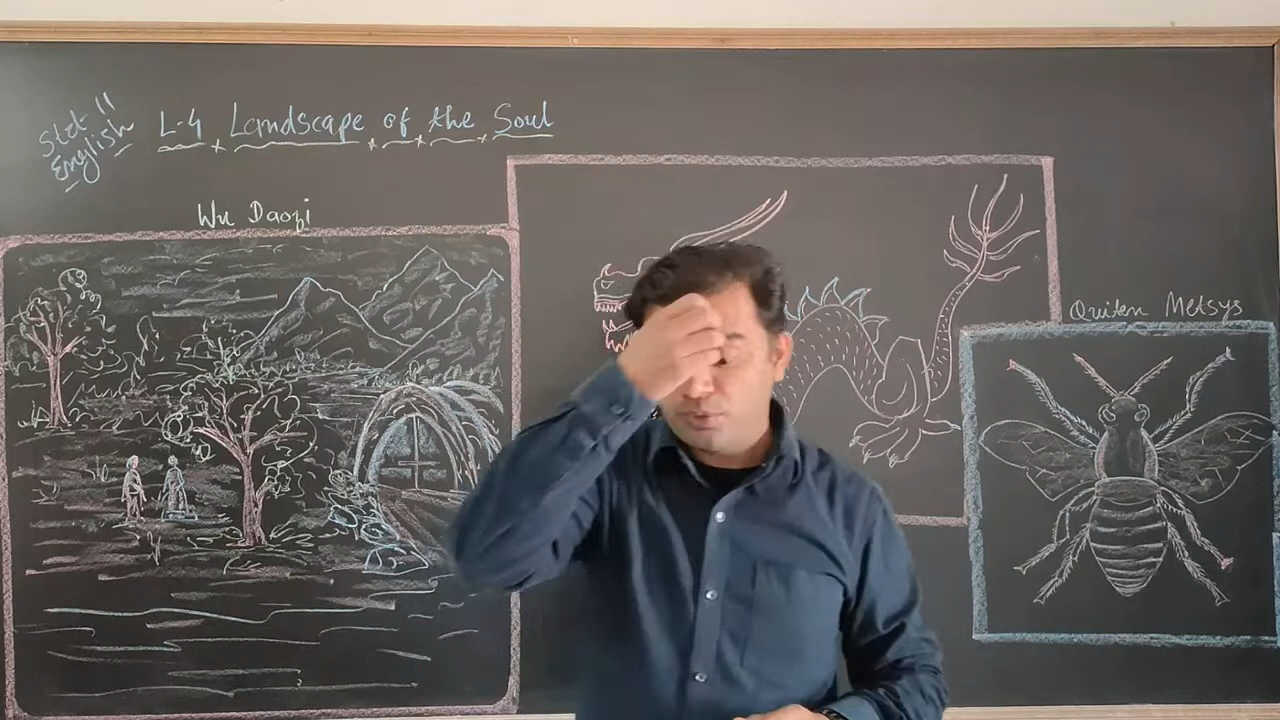 Std 11
English
L-4 Landscape of the Soul
Wu Daozi
Quiten Metsys